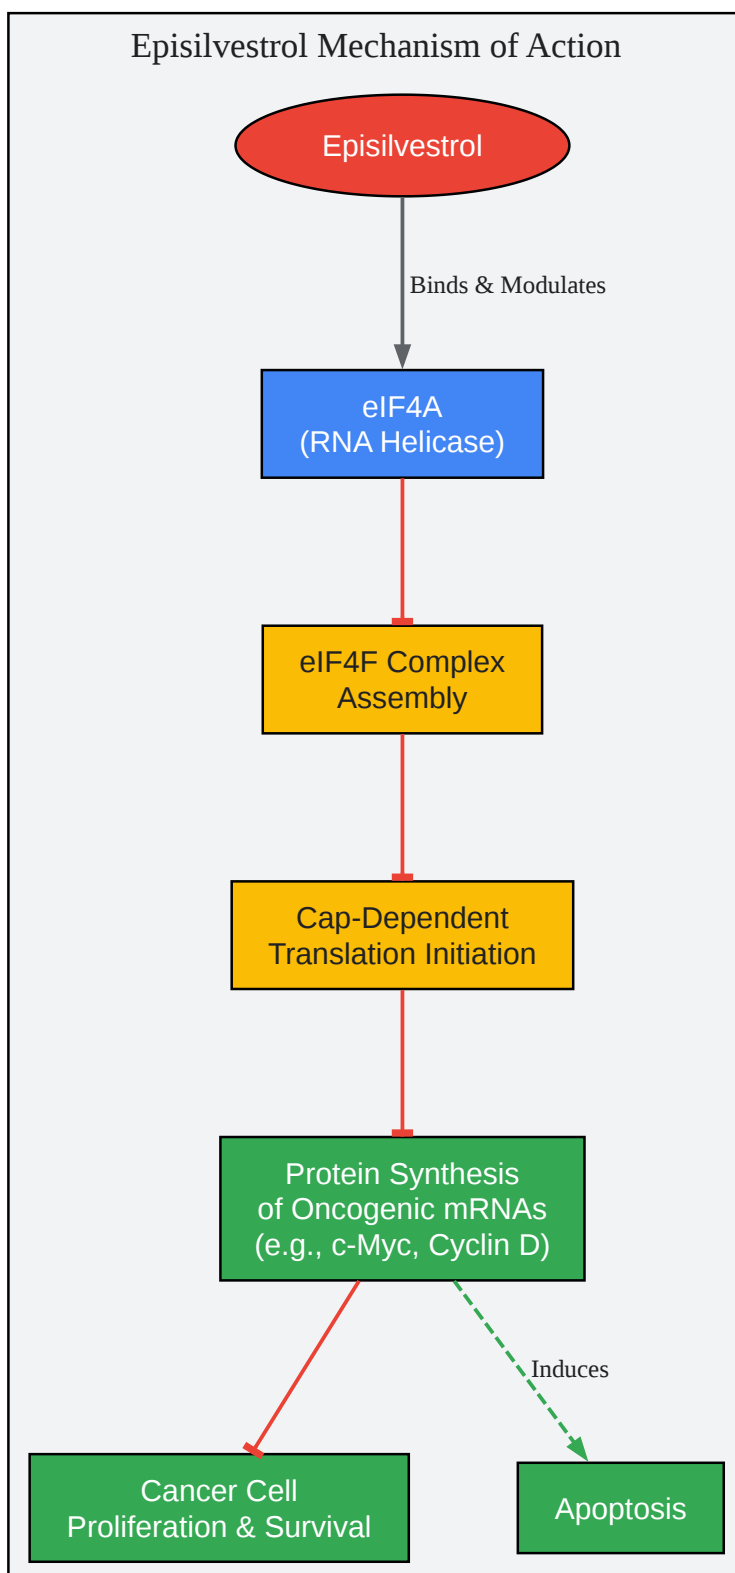 Episilvestrol Mechanism of Action
Episilvestrol
Binds & Modulates
eIF4A
(RNA Helicase)
eIF4F Complex
Assembly
Cap-Dependent
Translation Initiation
Protein Synthesis
of Oncogenic mRNAs
(e.g., c-Myc, Cyclin D)
Induces
Cancer Cell
Proliferation & Survival
Apoptosis